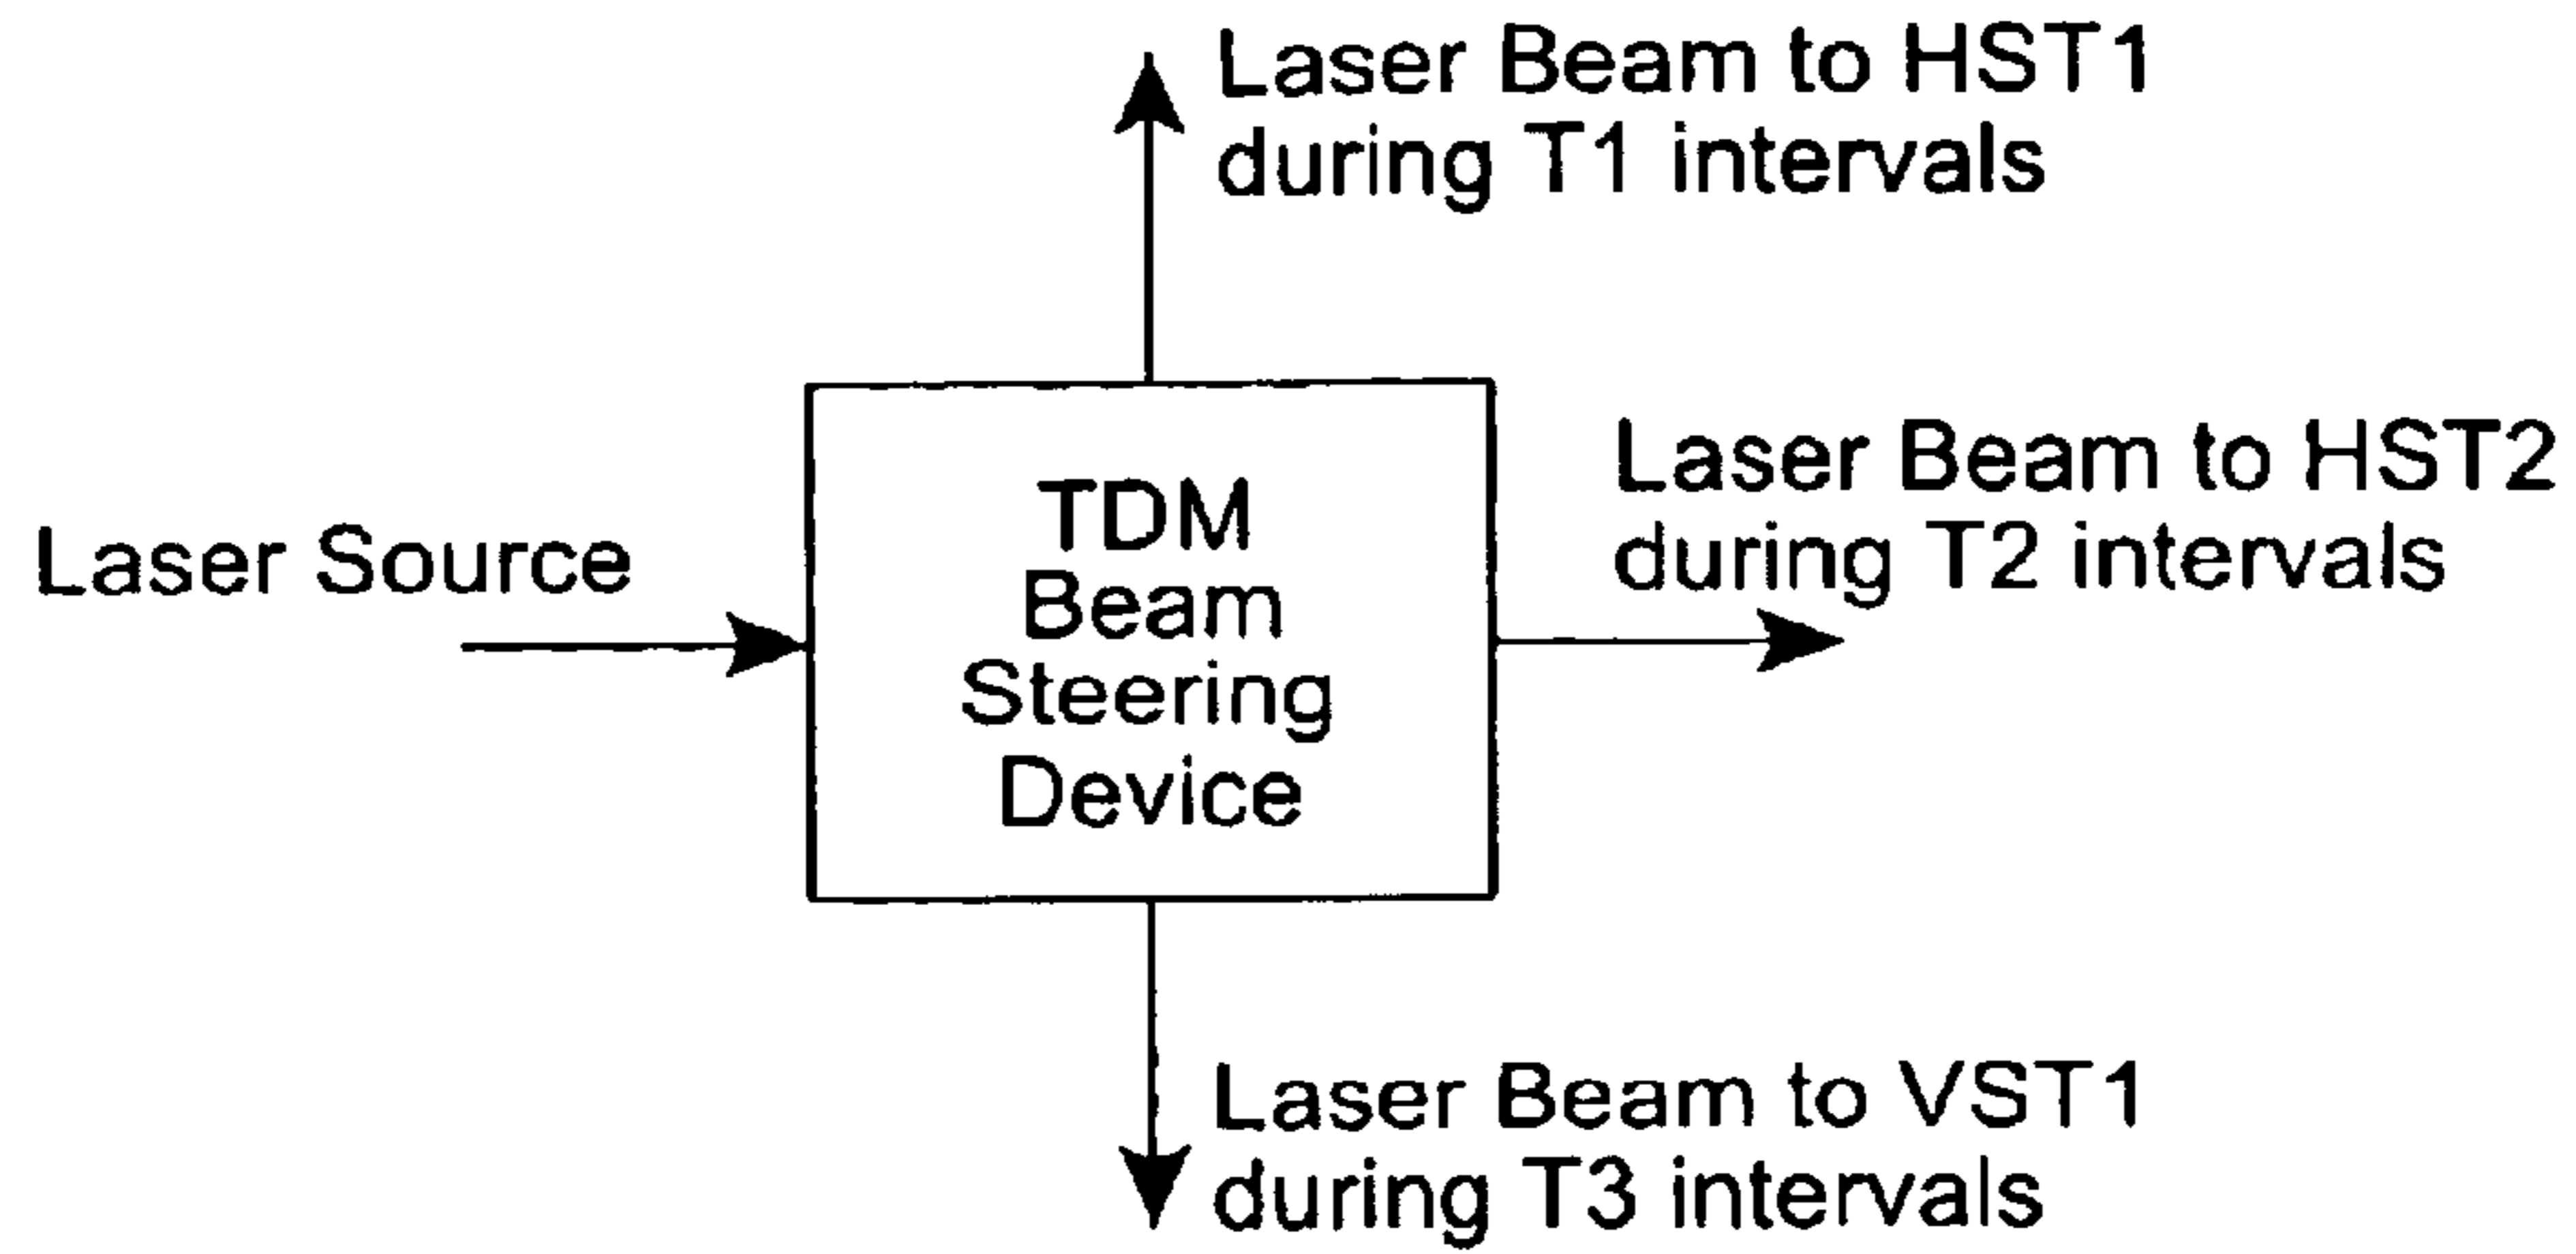 Laser Beam to HST1
during T1 intervals
Laser Beam to HST2
during T2 intervals
Laser Source
TDM
Beam
Steering
Device
Laser Beam to VST1
during T3 intervals